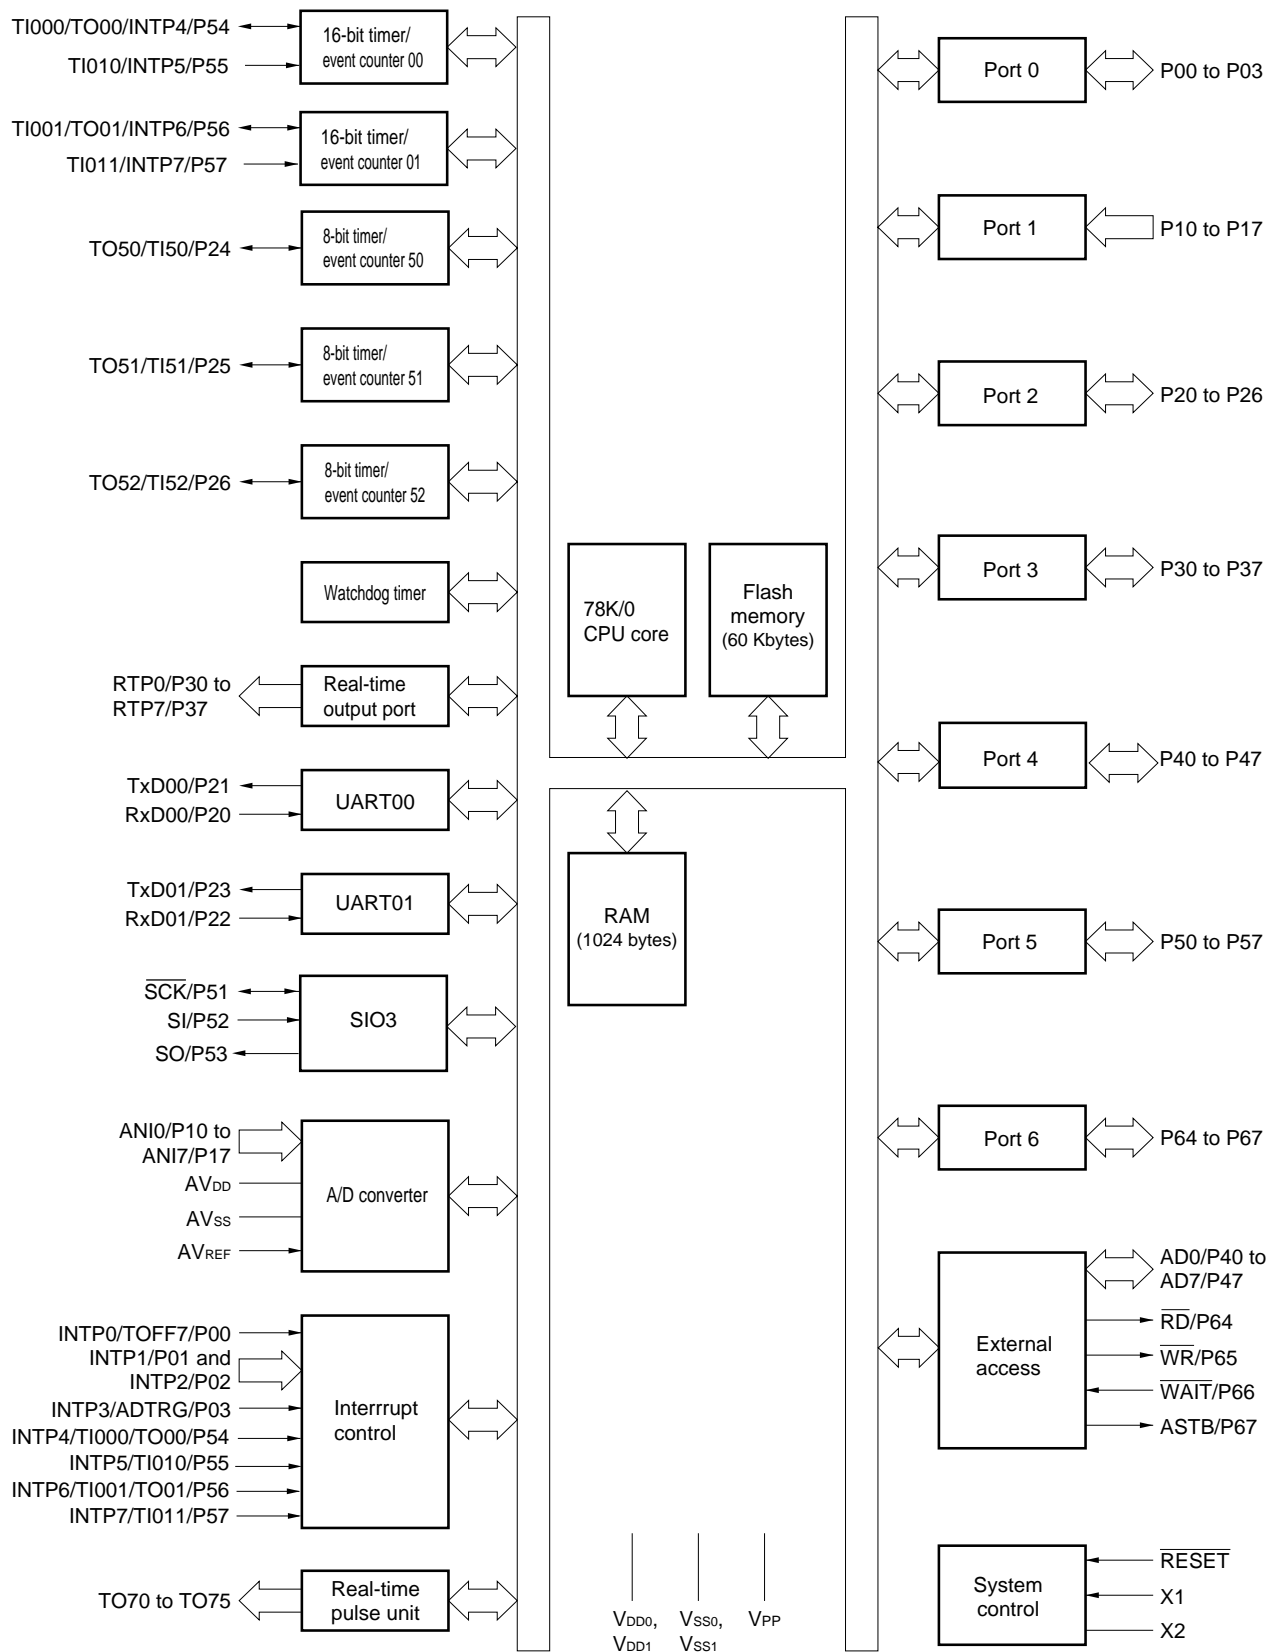 TI000/TO00/INTP4/P54
TI010/INTP5/P55
16-bit timer/
event counter 00
TI001/TO01/INTP6/P56
TI011/INTP7/P57
16-bit timer/
event counter 01
TO50/TI50/P24
8-bit timer/
event counter 50
TO51/TI51/P25
8-bit timer/
event counter 51
TO52/TI52/P26
8-bit timer/
event counter 52
Watchdog timer
RTP0/P30 to
RTP7/P37
Real-time
output port
TxD00/P21
RxD00/P20
UART00
TxD01/P23
RxD01/P22
UART01
SCK/P51
SI/P52
SO/P53
SIO3
ANI0/P10 to
ANI7/P17
AVDD
AVSS
AVREF
A/D converter
INTP0/TOFF7/P00
INTP1/P01 and
INTP2/P02
INTP3/ADTRG/P03
INTP4/TI000/TO00/P54
INTP5/TI010/P55
INTP6/TI001/TO01/P56
INTP7/TI011/P57
Interrrupt
control
TO70 to TO75
Real-time
pulse unit
78K/0
CPU core
Flash
memory
(60 Kbytes)
RAM
(1024 bytes)
VDD0,
VDD1
VSS0,
VSS1
VPP
Port 0
P00 to P03
Port 1
P10 to P17
Port 2
P20 to P26
Port 3
P30 to P37
Port 4
P40 to P47
Port 5
P50 to P57
Port 6
P64 to P67
External
access
AD0/P40 to
AD7/P47
RD/P64
WR/P65
WAIT/P66
ASTB/P67
System
control
RESET
X1
X2